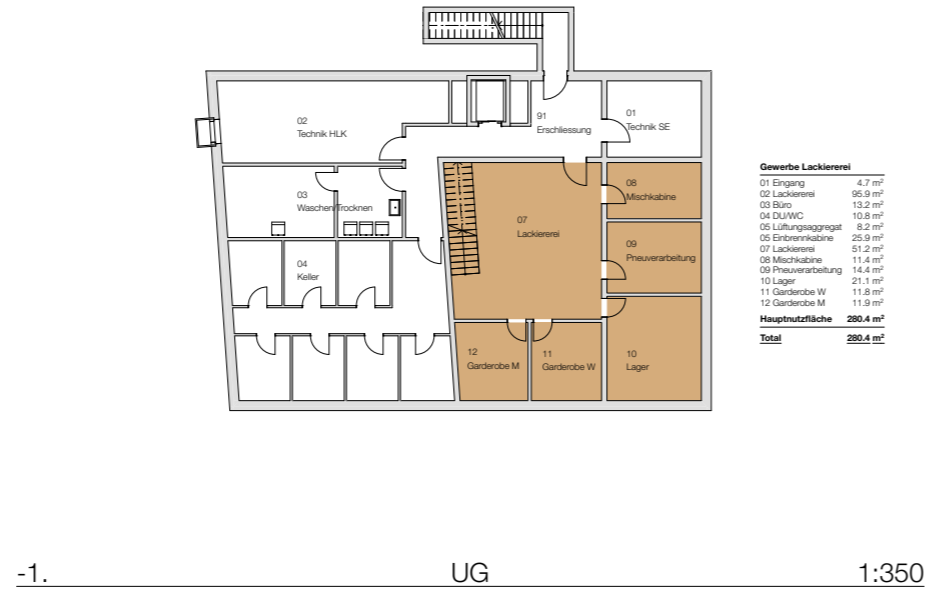 02
Technik HLK
91
Erschliessung
01
Technik SE
03
Waschen/Trocknen
04
Keller
07
Lackiererei
08
Mischkabine
09
Pneuverarbeitung
12
Garderobe M
11
Garderobe W
10
Lager
Gewerbe Lackiererei
01 Eingang 4.7 m²
02 Lackiererei 95.9 m²
03 Büro 13.2 m²
04 DU/WC 10.8 m²
05 Lüftungsaggregat 8.2 m²
05 Einbrennkabine 25.9 m²
07 Lackiererei 51.2 m²
08 Mischkabine 11.4 m²
09 Pneuverarbeitung 14.4 m²
10 Lager 21.1 m²
11 Garderobe W 11.8 m²
12 Garderobe M 11.9 m²
Hauptnutzfläche 280.4 m²
Total 280.4 m²
-1. UG 1:350